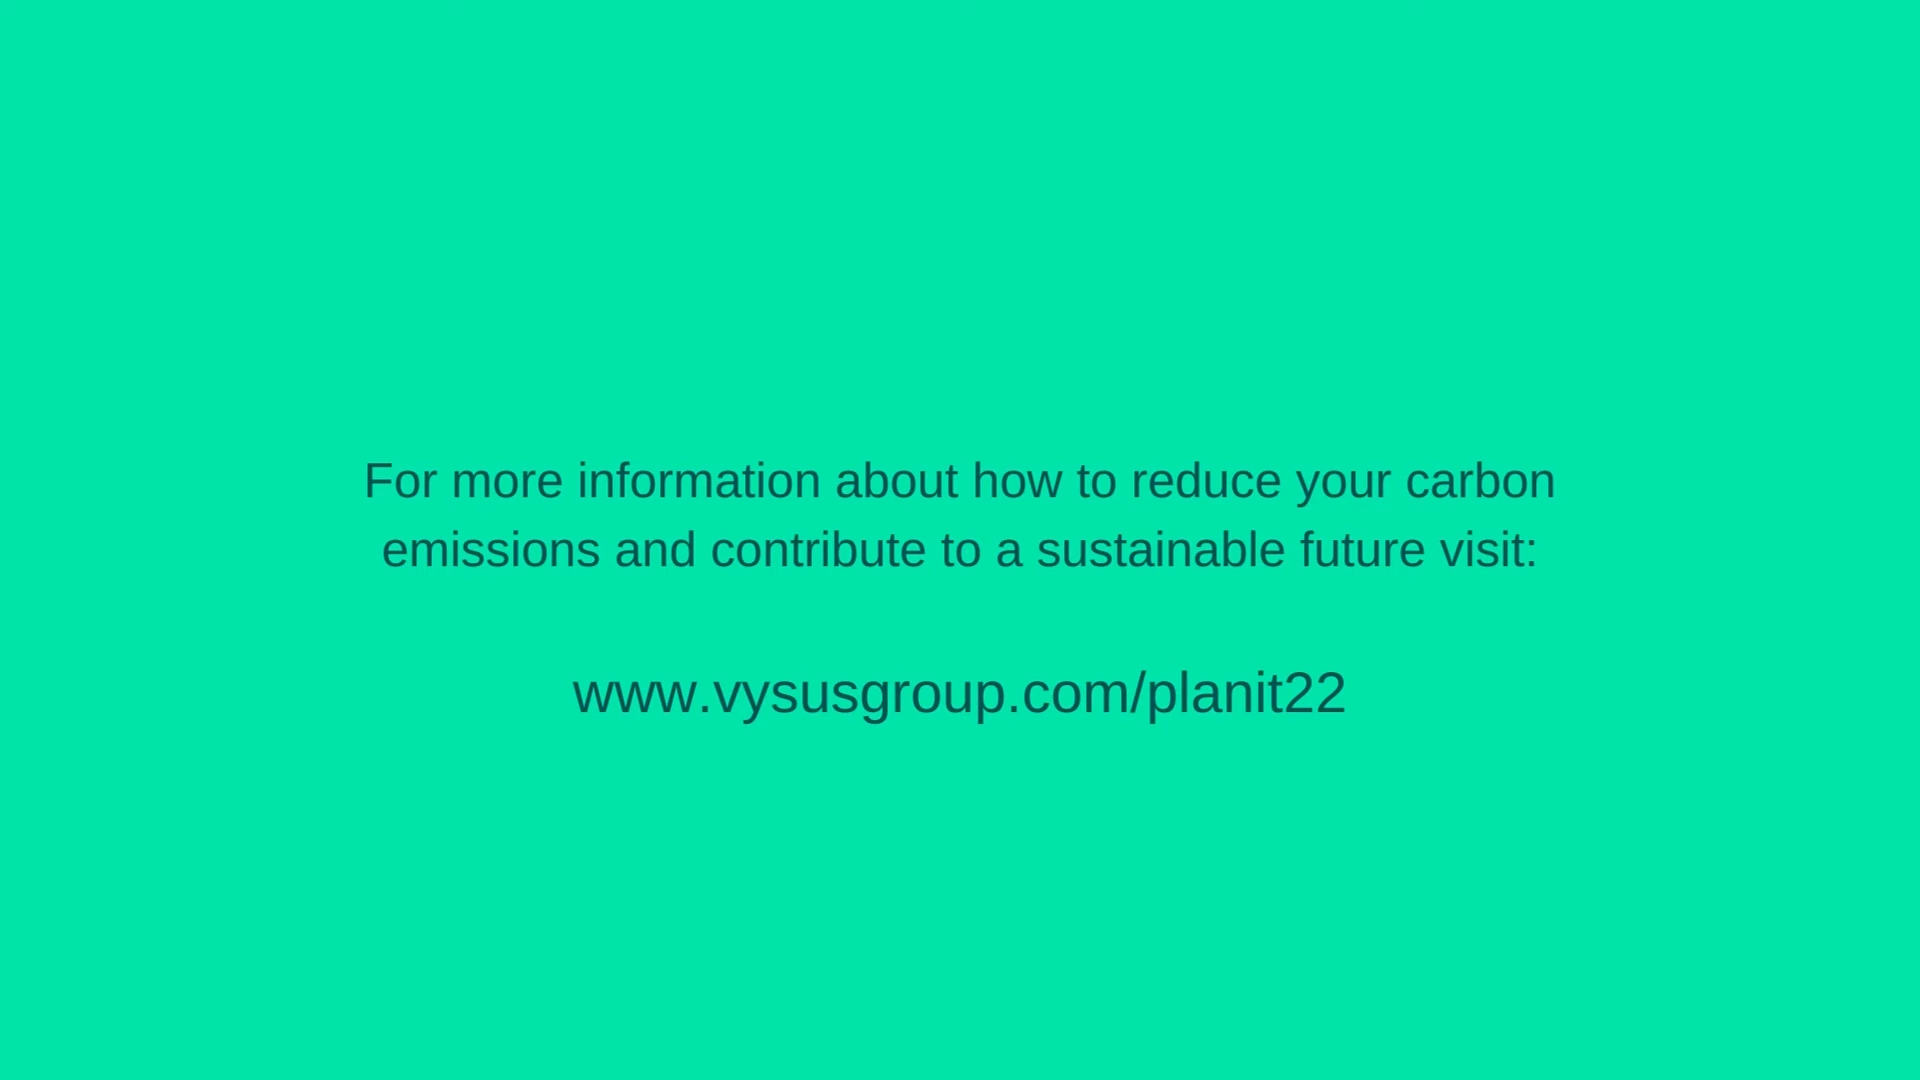 For more information about how to reduce your carbon
emissions and contribute to a sustainable future visit:
www.vysusgroup.com/planit22